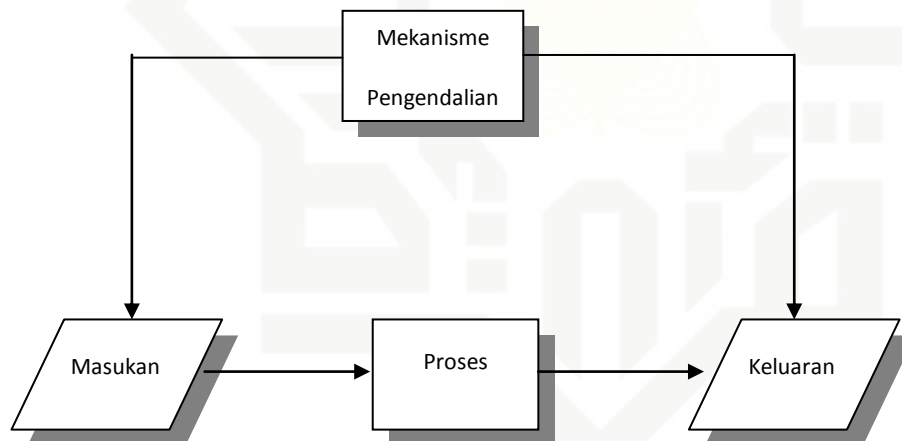 Mekanisme
Pengendalian
Masukan
Proses
Keluaran